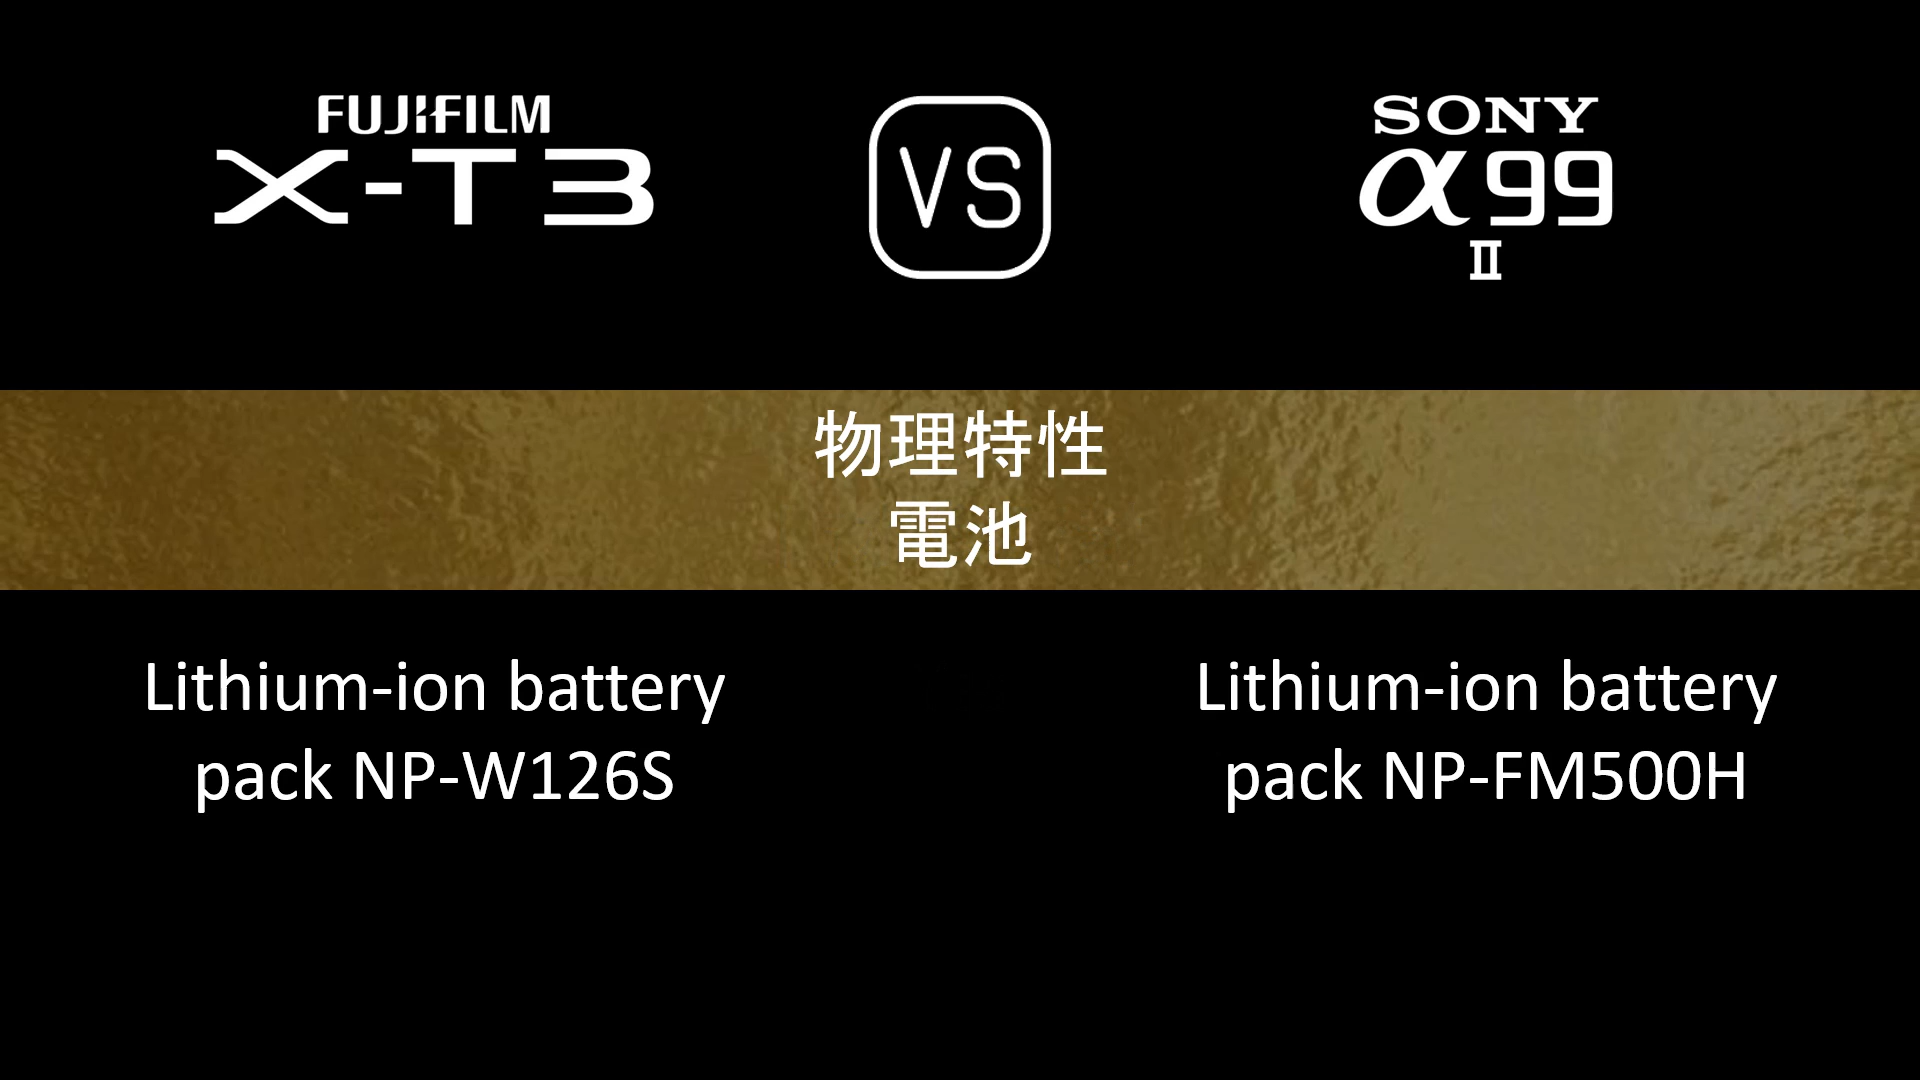 FUJIFILM
X-T3
VS
SONY
α99
II
物理特性
電池
Lithium-ion battery
pack NP-W126S
Lithium-ion battery
pack NP-FM500H